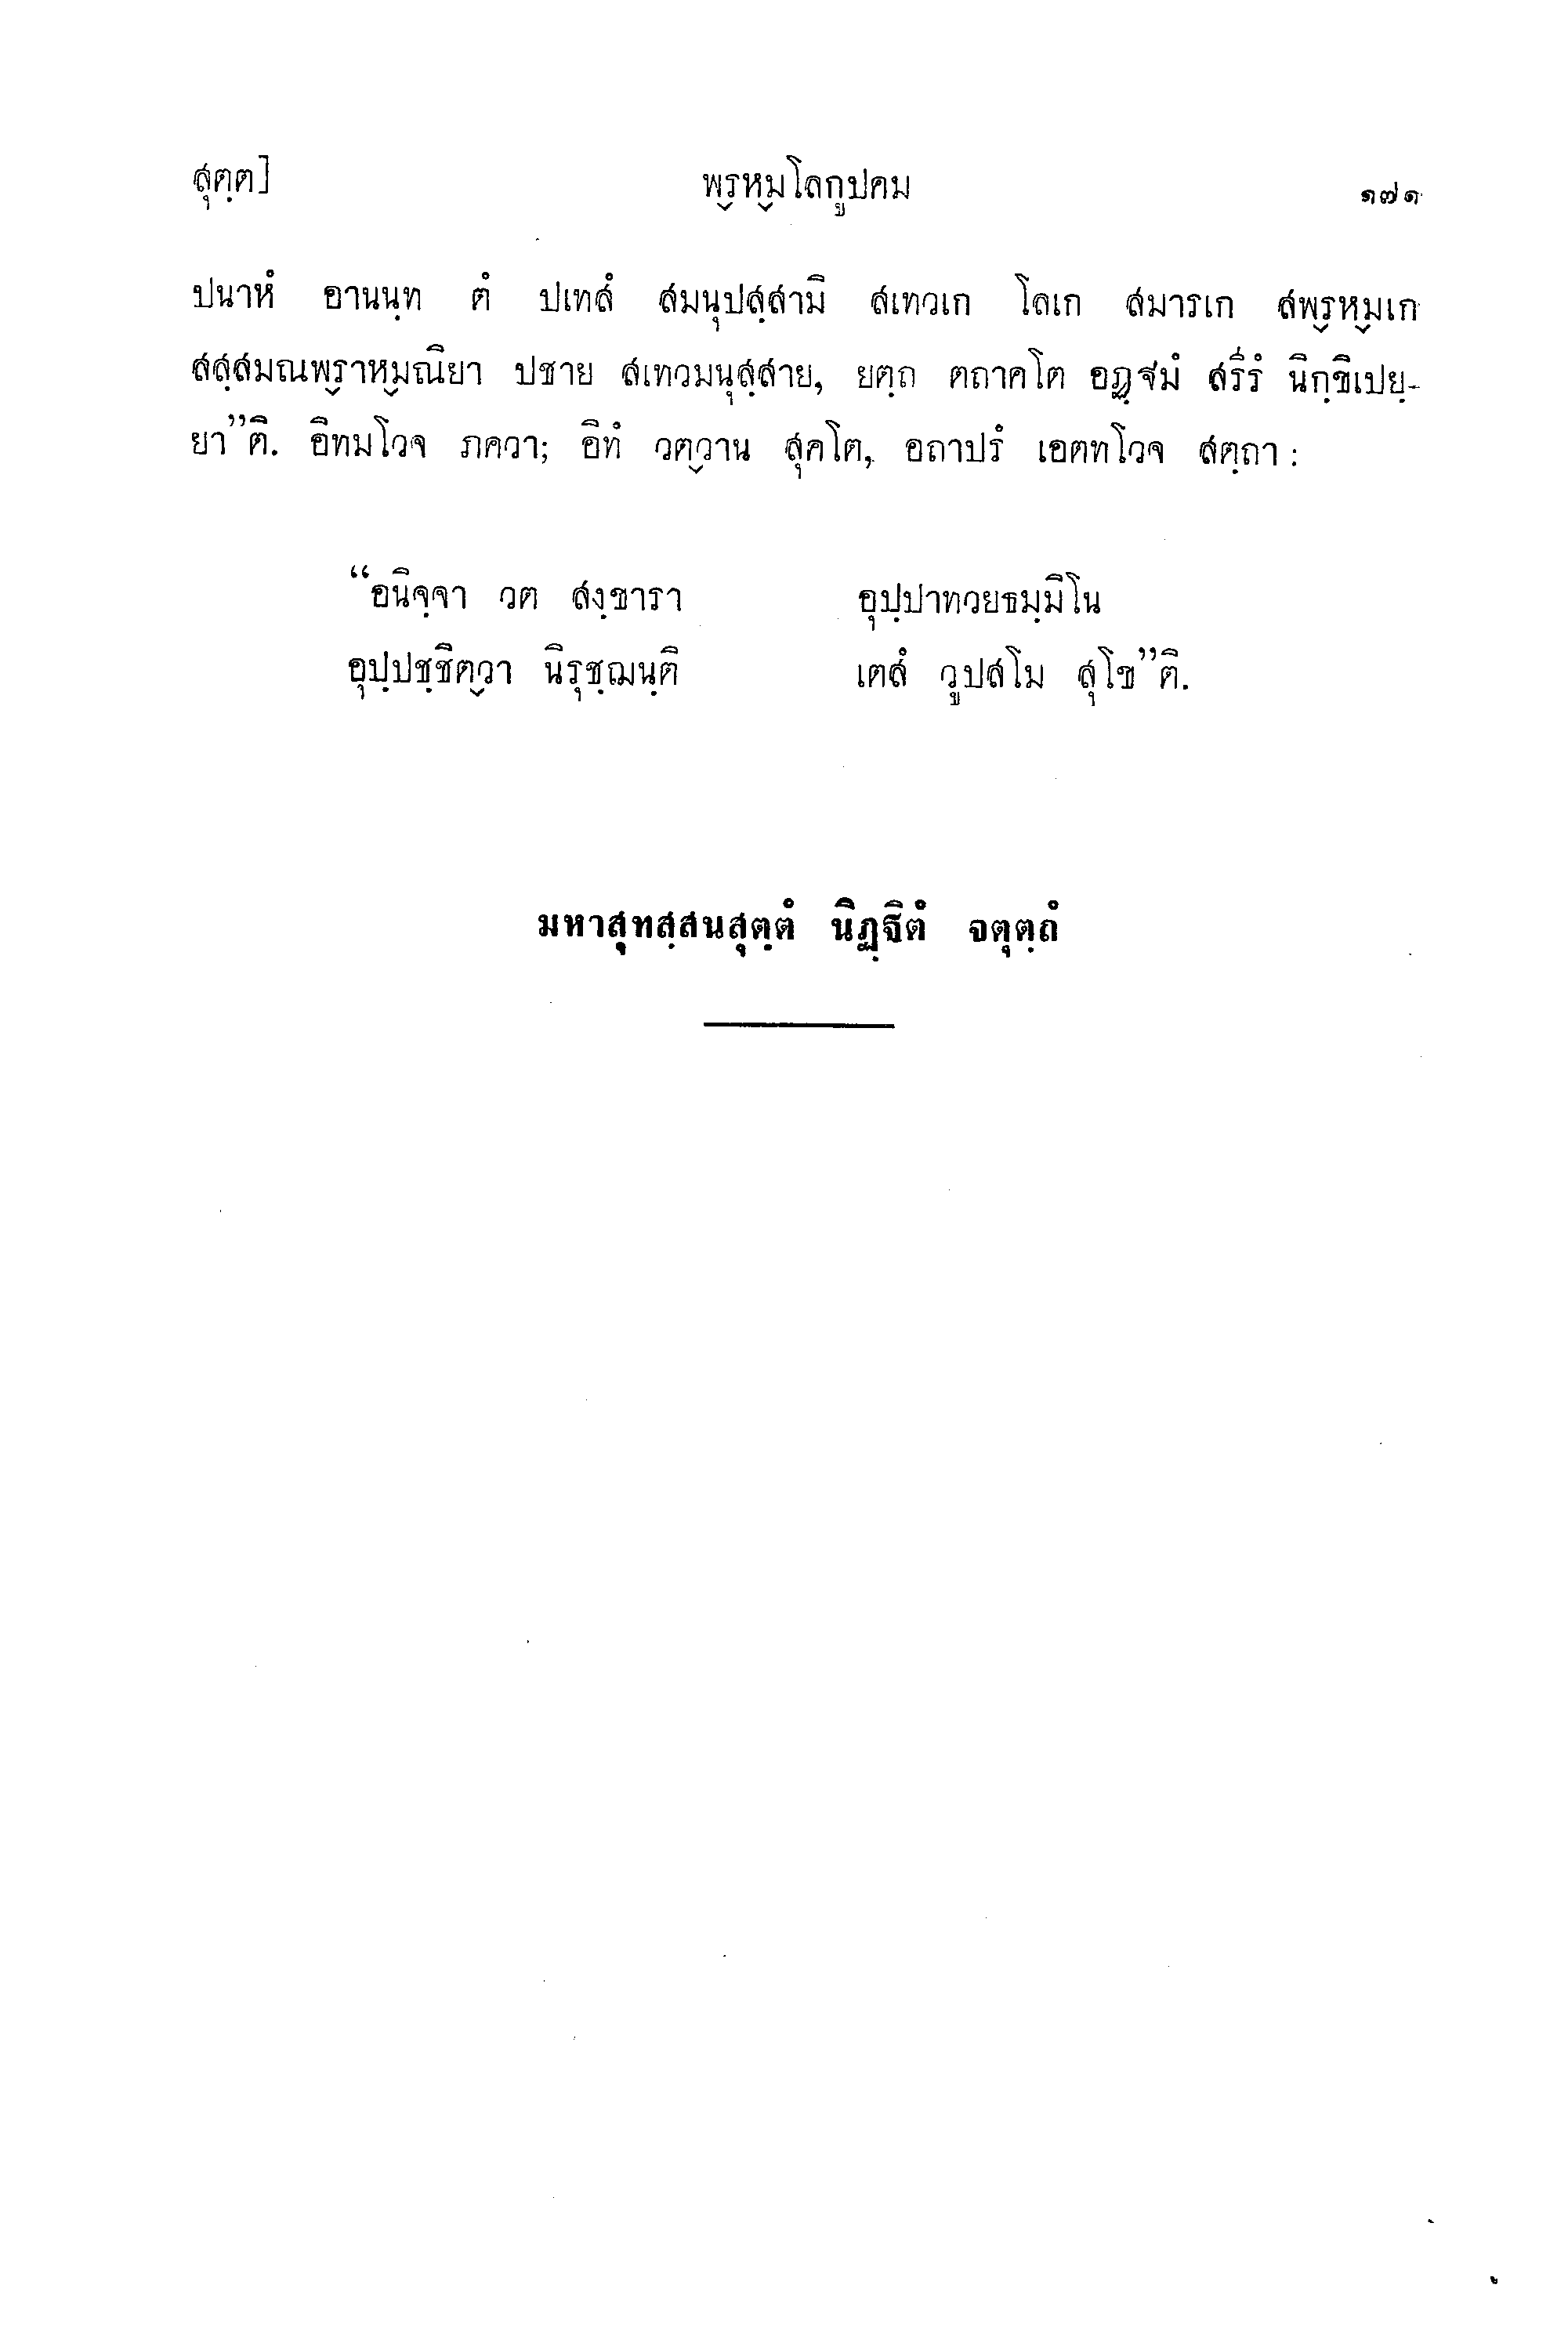 สุตฺต] พฺรหฺมโลกูปคม ๑๗๑
ปนาหํ อานนฺท ตํ ปเทสํ สมนุปสฺสามิ สเทวเก โลเก สมารเก สพฺรหฺมเก
สสฺสมณพฺราหฺมณิยา ปชาย สเทวมนุสฺสาย, ยตฺถ ตถาคโต อฏฺฐมํ สรีรํ นิกฺขิเปยฺ-
ยา”ติ. อิทมโวจ ภควา; อิทํ วตฺวาน สุคโต, อถาปรํ เอตทโวจ สตฺถา :
“อนิจฺจา วต สงฺขารา อุปฺปาทวยธมฺมิโน
อุปฺปชฺชิตฺวา นิรุชฺฌนฺติ เตสํ วูปสโม สุโข”ติ.
มหาสุทสฺสนสุตฺตํ นิฏฺฐิตํ จตุตฺถํ